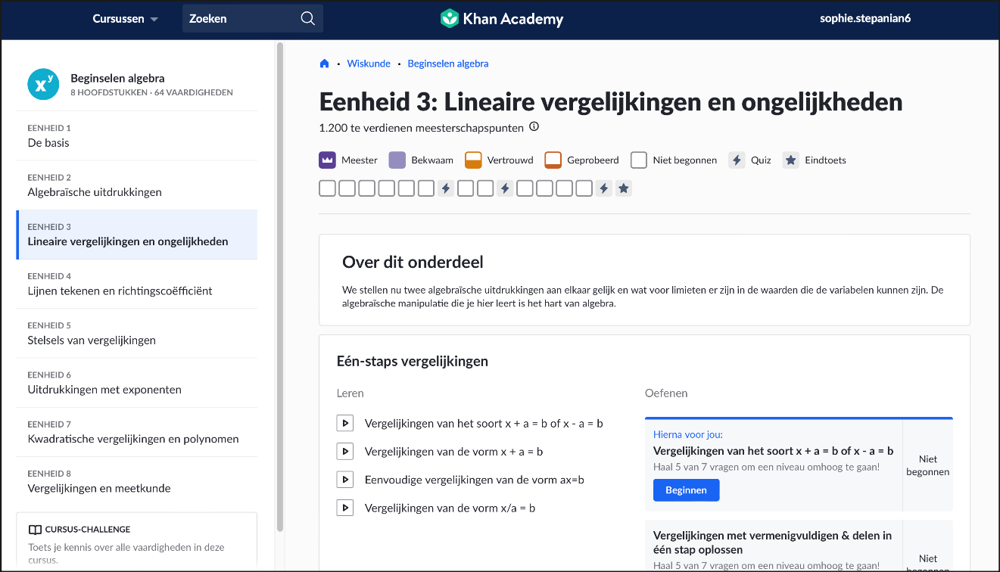 Cursussen
Zoeken
Khan Academy
sophie.stepanian6
xy
Beginselen algebra
8 HOOFDSTUKKEN · 64 VAARDIGHEDEN
EENHEID 1
De basis
EENHEID 2
Algebraïsche uitdrukkingen
EENHEID 3
Lineaire vergelijkingen en ongelijkheden
EENHEID 4
Lijnen tekenen en richtingscoëfficiënt
EENHEID 5
Stelsels van vergelijkingen
EENHEID 6
Uitdrukkingen met exponenten
EENHEID 7
Kwadratische vergelijkingen en polynomen
EENHEID 8
Vergelijkingen en meetkunde
CURSUS-CHALLENGE
Toets je kennis over alle vaardigheden in deze
cursus.
• Wiskunde • Beginselen algebra
Eenheid 3: Lineaire vergelijkingen en ongelijkheden
1.200 te verdienen meesterschapspunten
Meester Bekwaam Vertrouwd Geprobeerd Niet begonnen Quiz Eindtoets
Over dit onderdeel
We stellen nu twee algebraïsche uitdrukkingen aan elkaar gelijk en wat voor limieten er zijn in de waarden die de variabelen kunnen zijn. De
algebraïsche manipulatie die je hier leert is het hart van algebra.
Eén-staps vergelijkingen
Leren
Vergelijkingen van het soort x + a = b of x - a = b
Vergelijkingen van de vorm x + a = b
Eenvoudige vergelijkingen van de vorm ax=b
Vergelijkingen van de vorm x/a = b
Oefenen
Hierna voor jou:
Vergelijkingen van het soort x + a = b of x - a = b
Haal 5 van 7 vragen om een niveau omhoog te gaan!
Beginnen
Niet
begonnen
Vergelijkingen met vermenigvuldigen & delen in
één stap oplossen
Haal 5 van 7 vragen om een niveau omhoog te gaan!
Niet
begonnen